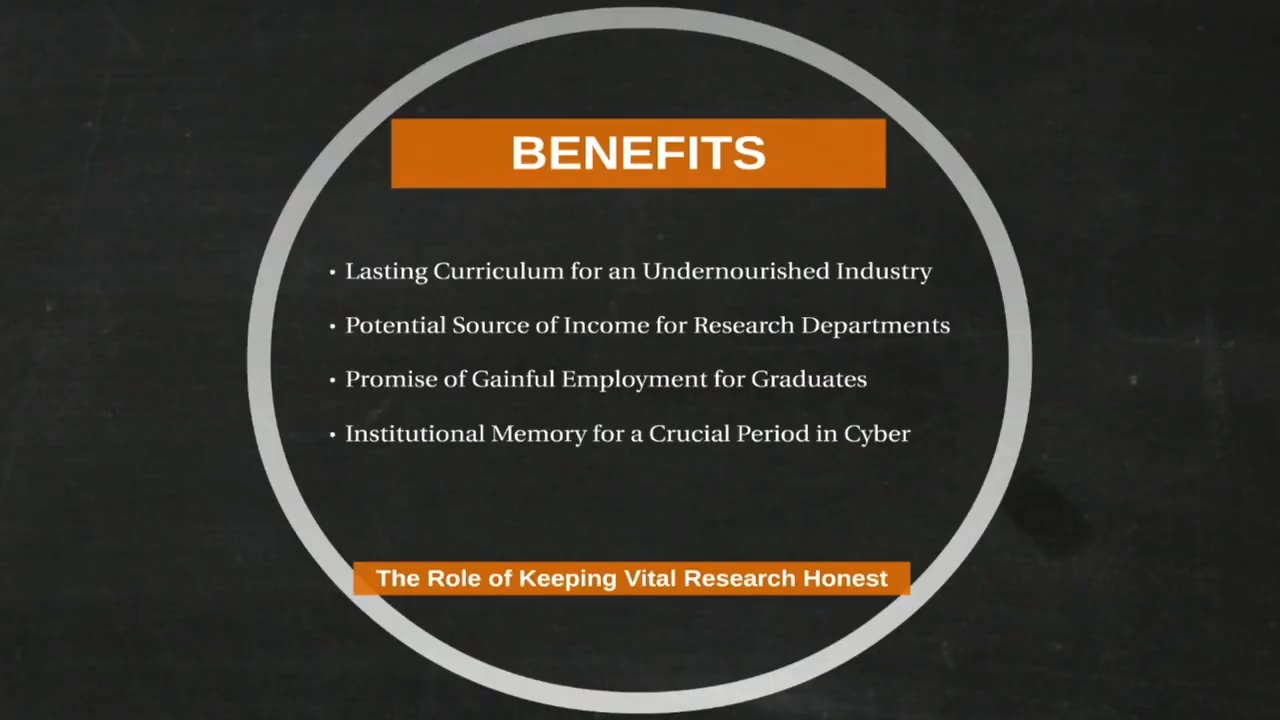 BENEFITS
• Lasting Curriculum for an Undernourished Industry
• Potential Source of Income for Research Departments
• Promise of Gainful Employment for Graduates
• Institutional Memory for a Crucial Period in Cyber
The Role of Keeping Vital Research Honest